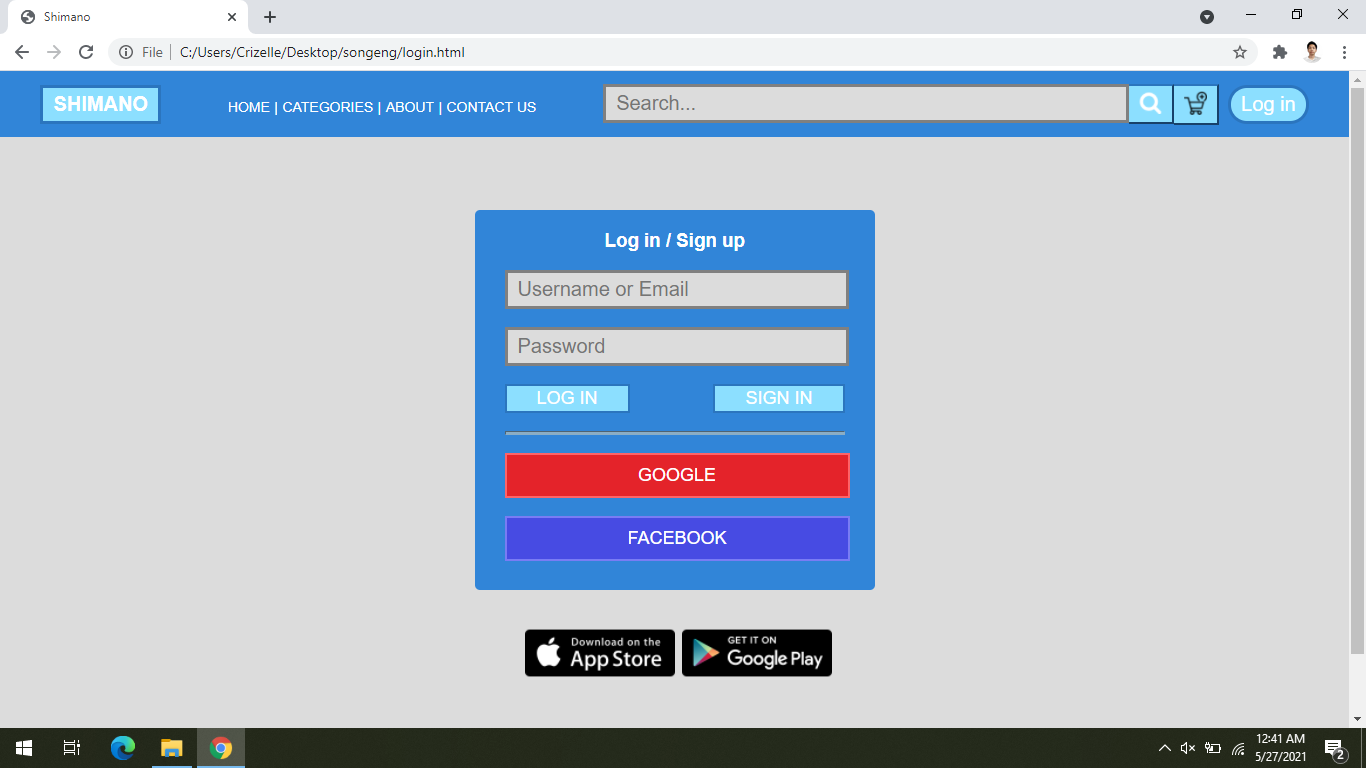 Shimano
File C:/Users/Crizelle/Desktop/songeng/login.html
SHIMANO HOME | CATEGORIES | ABOUT | CONTACT US Search... Log in
Log in / Sign up
Username or Email
Password
LOG IN SIGN IN
GOOGLE
FACEBOOK
Download on the GET IT ON
App Store Google Play
12:41 AM
5/27/2021
2